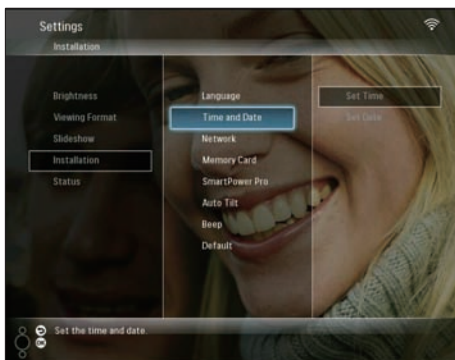 Settings
Installation
Brightness
Viewing Format
Slideshow
Installation
Status
Language
Time and Date
Network
Memory Card
SmartPower Pro
Auto Tilt
Beep
Default
Set Time
Set Date
Set the time and date.
OK